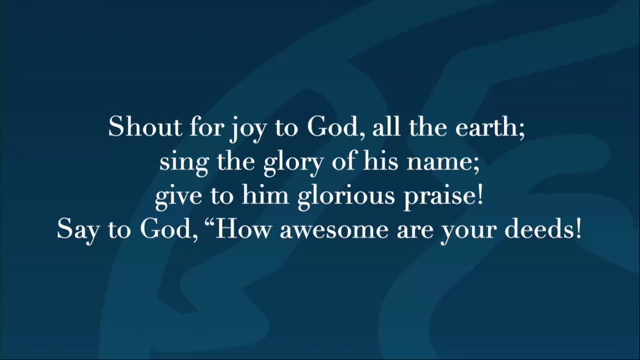 Shout for joy to God, all the earth;
sing the glory of his name;
give to him glorious praise!
Say to God, “How awesome are your deeds!